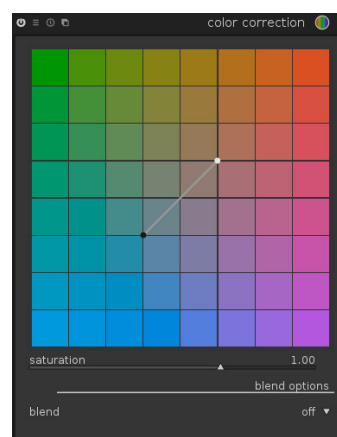 color correction
saturation 1.00
blend options
blend off